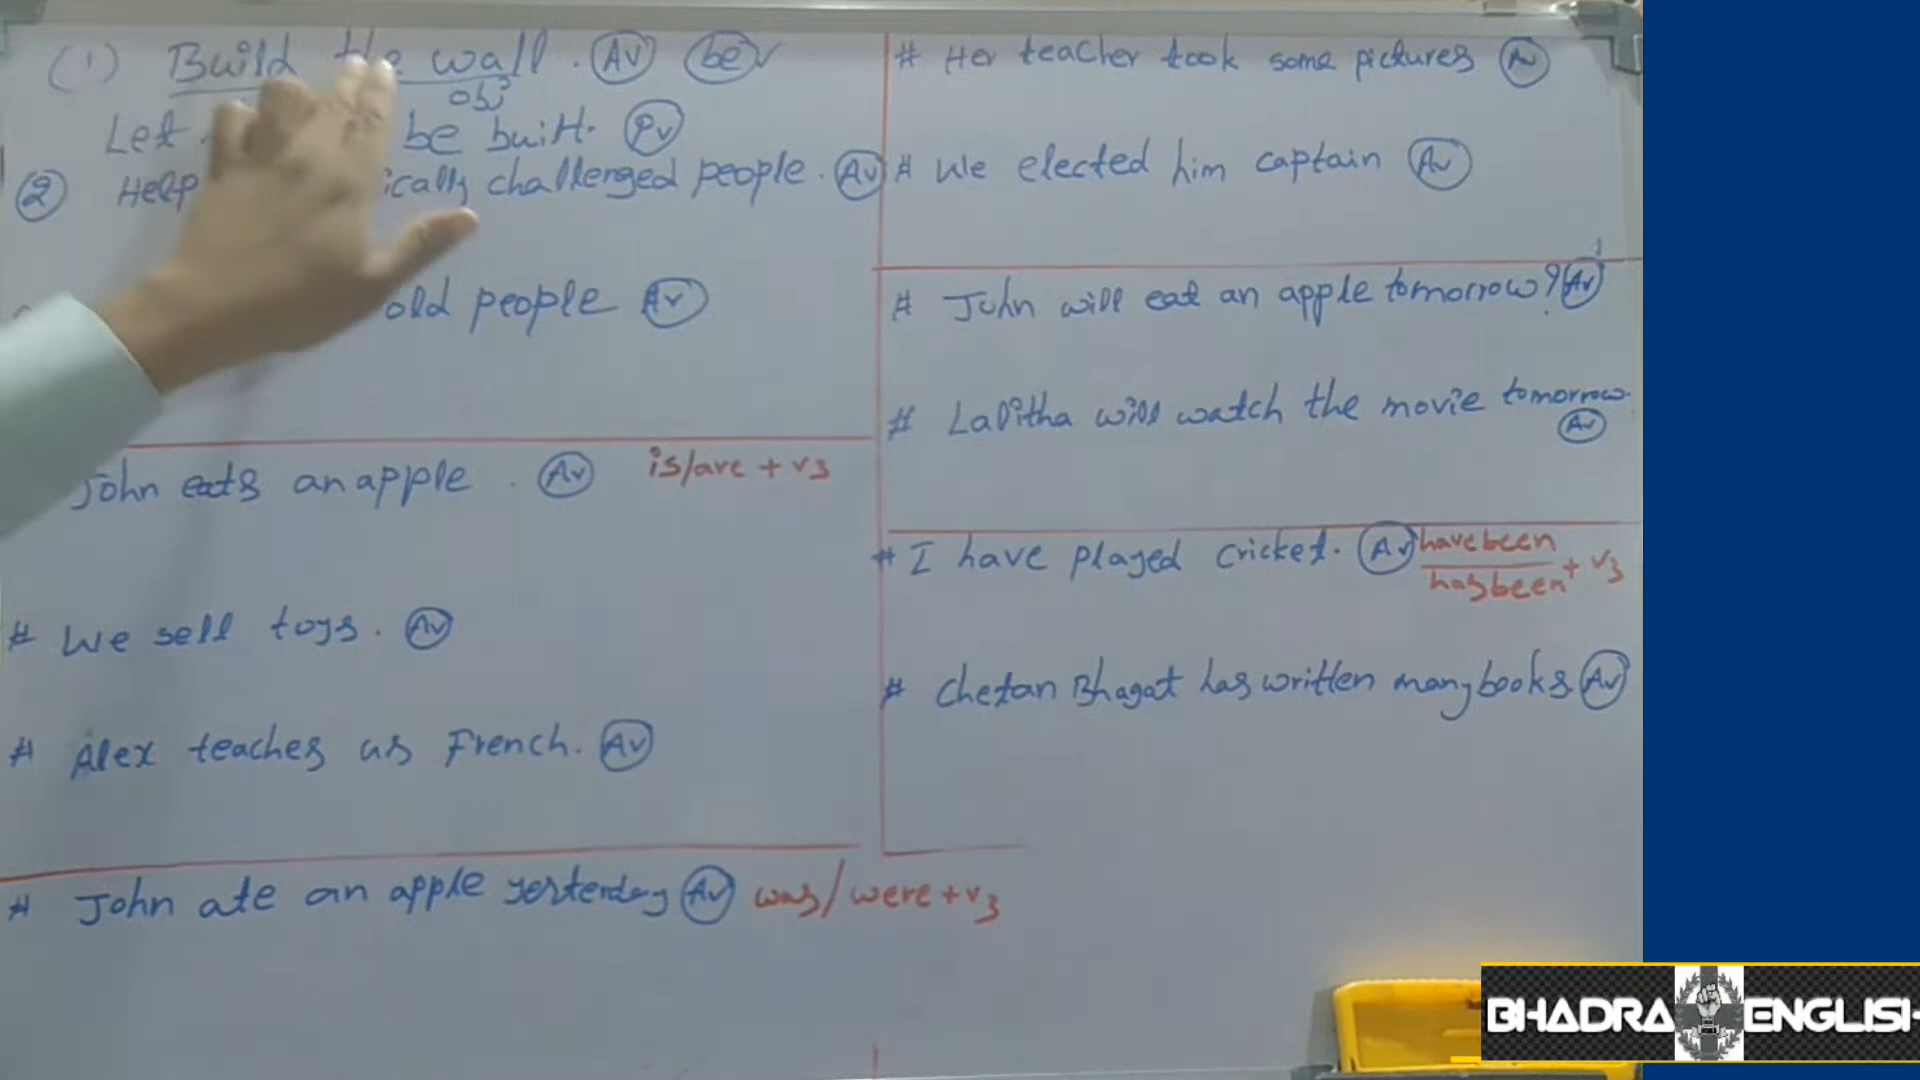 (1) Build the wall. Av be
obj
Let be built. Pv
2 Help challenged people. Av
old people Av
John eats an apple. Av is/are + v3
# We sell toys. Av
# Alex teaches us French. Av
# John ate an apple yesterday Av was/were + v3
# Her teacher took some pictures Av
# We elected him captain Av
# John will eat an apple tomorrow? Av
# Lalitha will watch the movie tomorrow.
Av
# I have played cricket. Av have been
has been + v3
# Chetan Bhagat has written many books Av
BHADRA ENGLISH